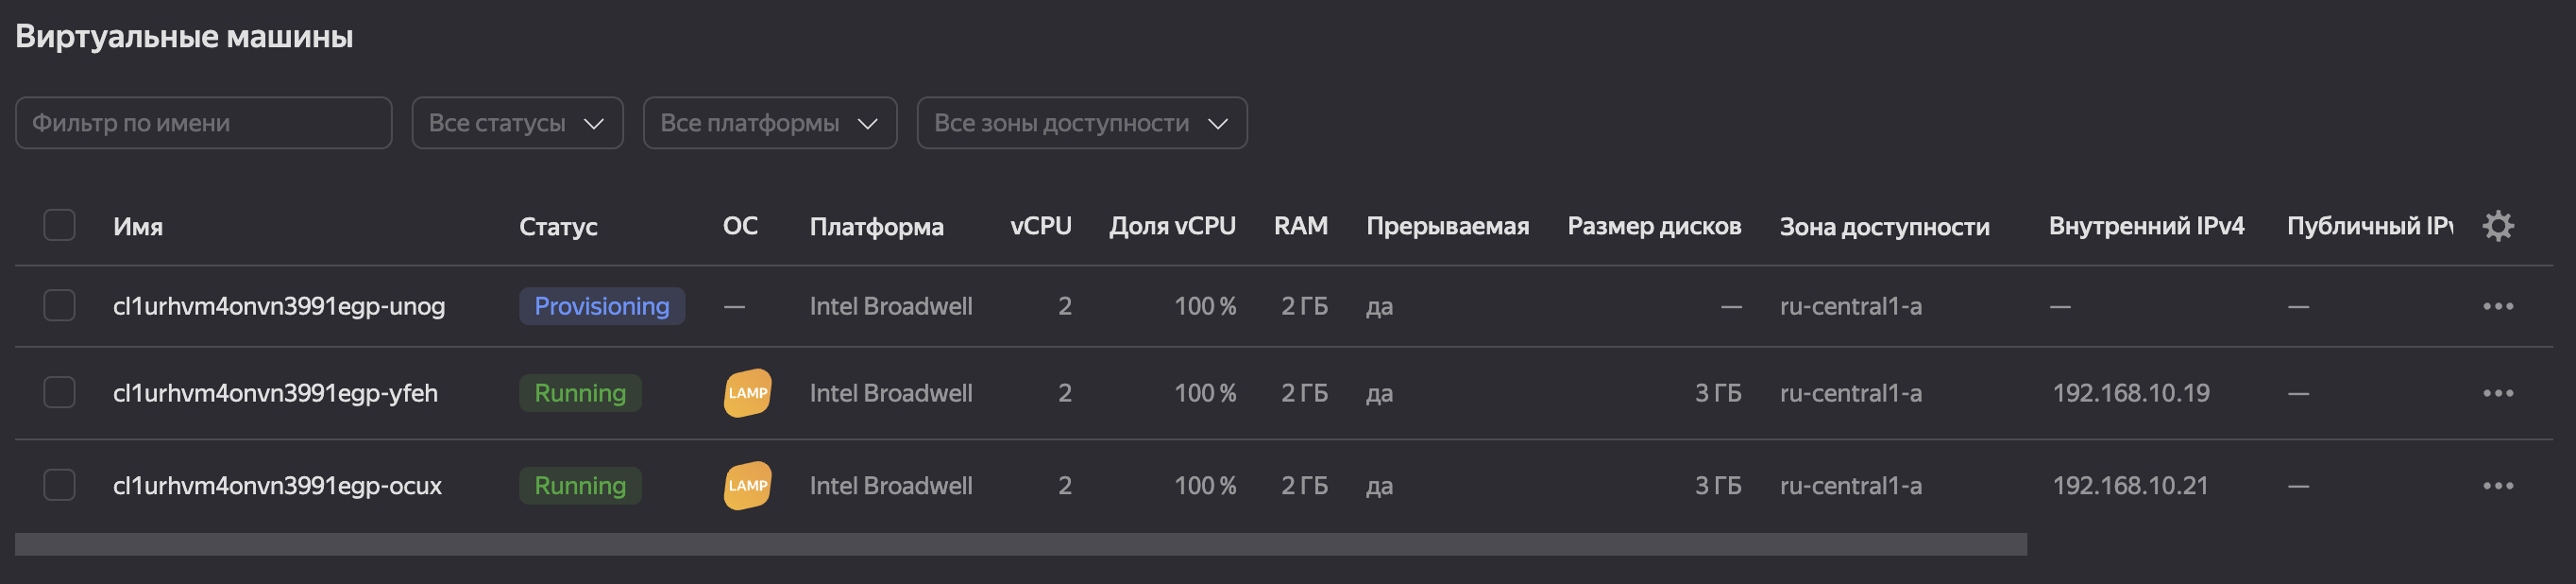 Виртуальные машины
Фильтр по имени Все статусы Все платформы Все зоны доступности
Имя Статус ОС Платформа vCPU Доля vCPU RAM Прерываемая Размер дисков Зона доступности Внутренний IPv4 Публичный IPv
cl1urhvm4onvn3991egp-unog Provisioning — Intel Broadwell 2 100 % 2 ГБ да — ru-central1-a — —
cl1urhvm4onvn3991egp-yfeh Running LAMP Intel Broadwell 2 100 % 2 ГБ да 3 ГБ ru-central1-a 192.168.10.19 —
cl1urhvm4onvn3991egp-ocux Running LAMP Intel Broadwell 2 100 % 2 ГБ да 3 ГБ ru-central1-a 192.168.10.21 —